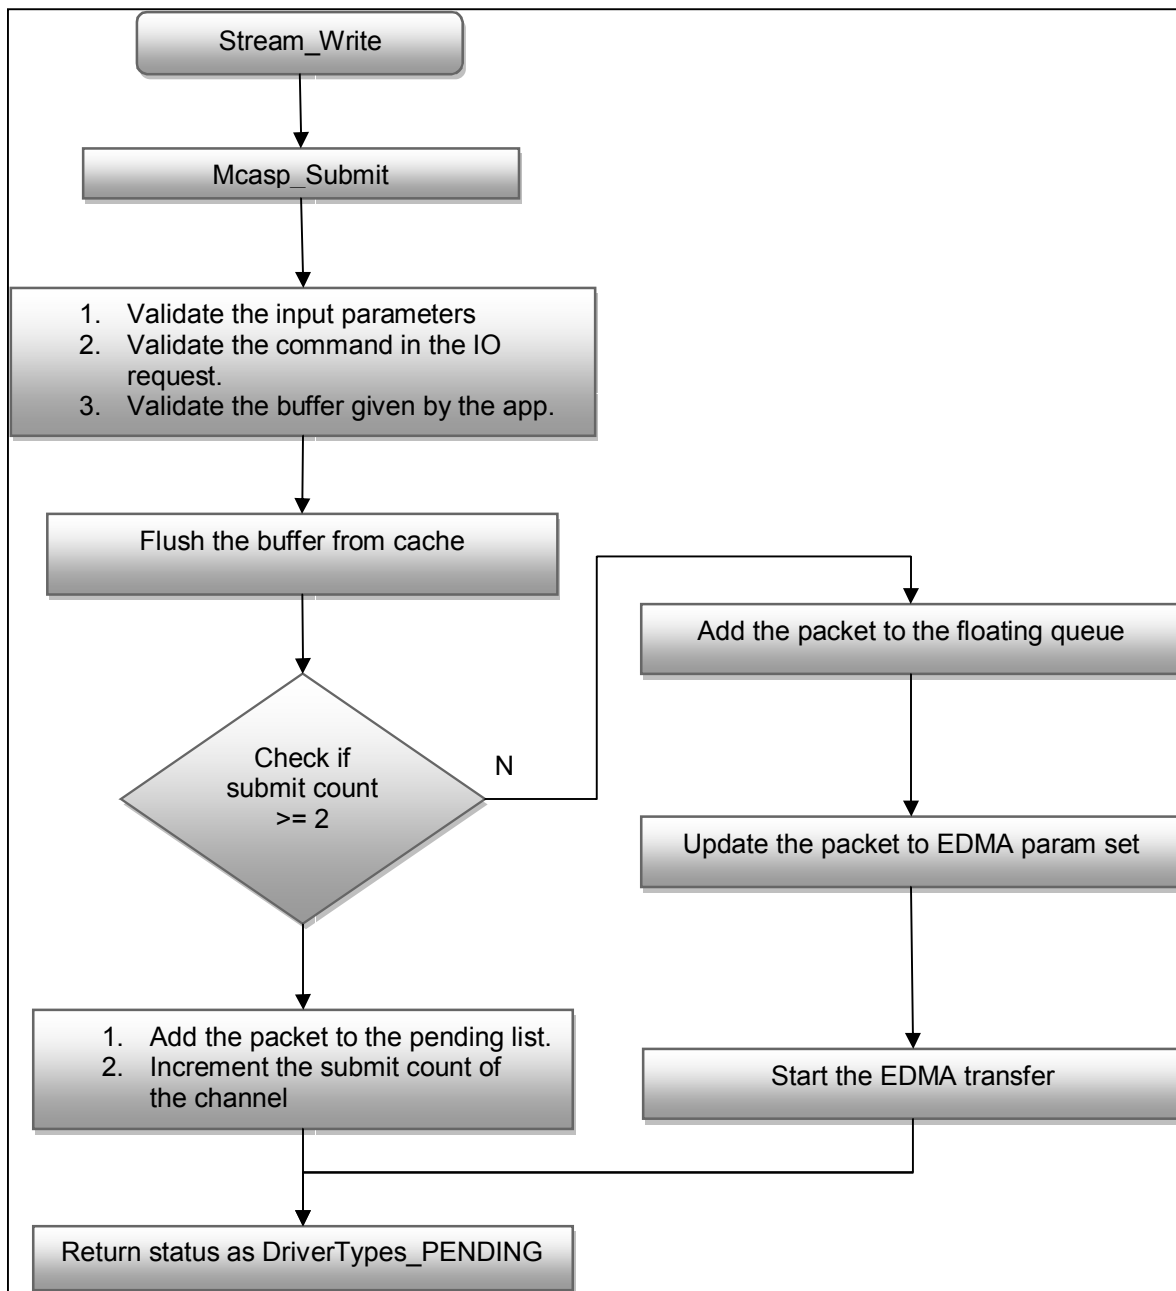 Stream_Write
Mcasp_Submit
1. Validate the input parameters
2. Validate the command in the IO
request.
3. Validate the buffer given by the app.
Flush the buffer from cache
Check if
submit count
>= 2
N
Add the packet to the floating queue
Update the packet to EDMA param set
Start the EDMA transfer
1. Add the packet to the pending list.
2. Increment the submit count of
the channel
Return status as DriverTypes_PENDING